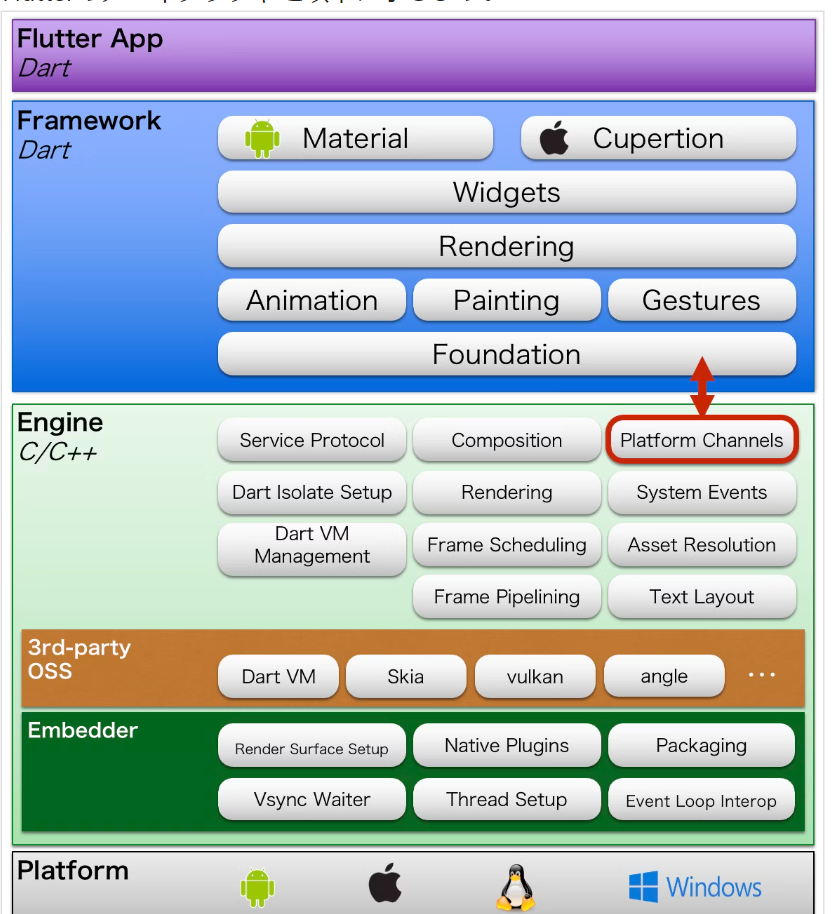 Flutter App
Dart
Framework
Dart
Material
Cupertion
Widgets
Rendering
Animation
Painting
Gestures
Foundation
Engine
C/C++
Service Protocol
Composition
Platform Channels
Dart Isolate Setup
Rendering
System Events
Dart VM
Management
Frame Scheduling
Asset Resolution
Frame Pipelining
Text Layout
3rd-party
OSS
Dart VM
Skia
vulkan
angle
...
Embedder
Render Surface Setup
Native Plugins
Packaging
Vsync Waiter
Thread Setup
Event Loop Interop
Platform
Windows